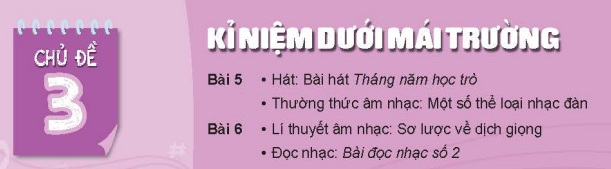 CHỦ ĐỀ
3
KỈ NIỆM DƯỚI MÁI TRƯỜNG
Bài 5 • Hát: Bài hát Tháng năm học trò
• Thường thức âm nhạc: Một số thể loại nhạc đàn
Bài 6 • Lí thuyết âm nhạc: Sơ lược về dịch giọng
• Đọc nhạc: Bài đọc nhạc số 2